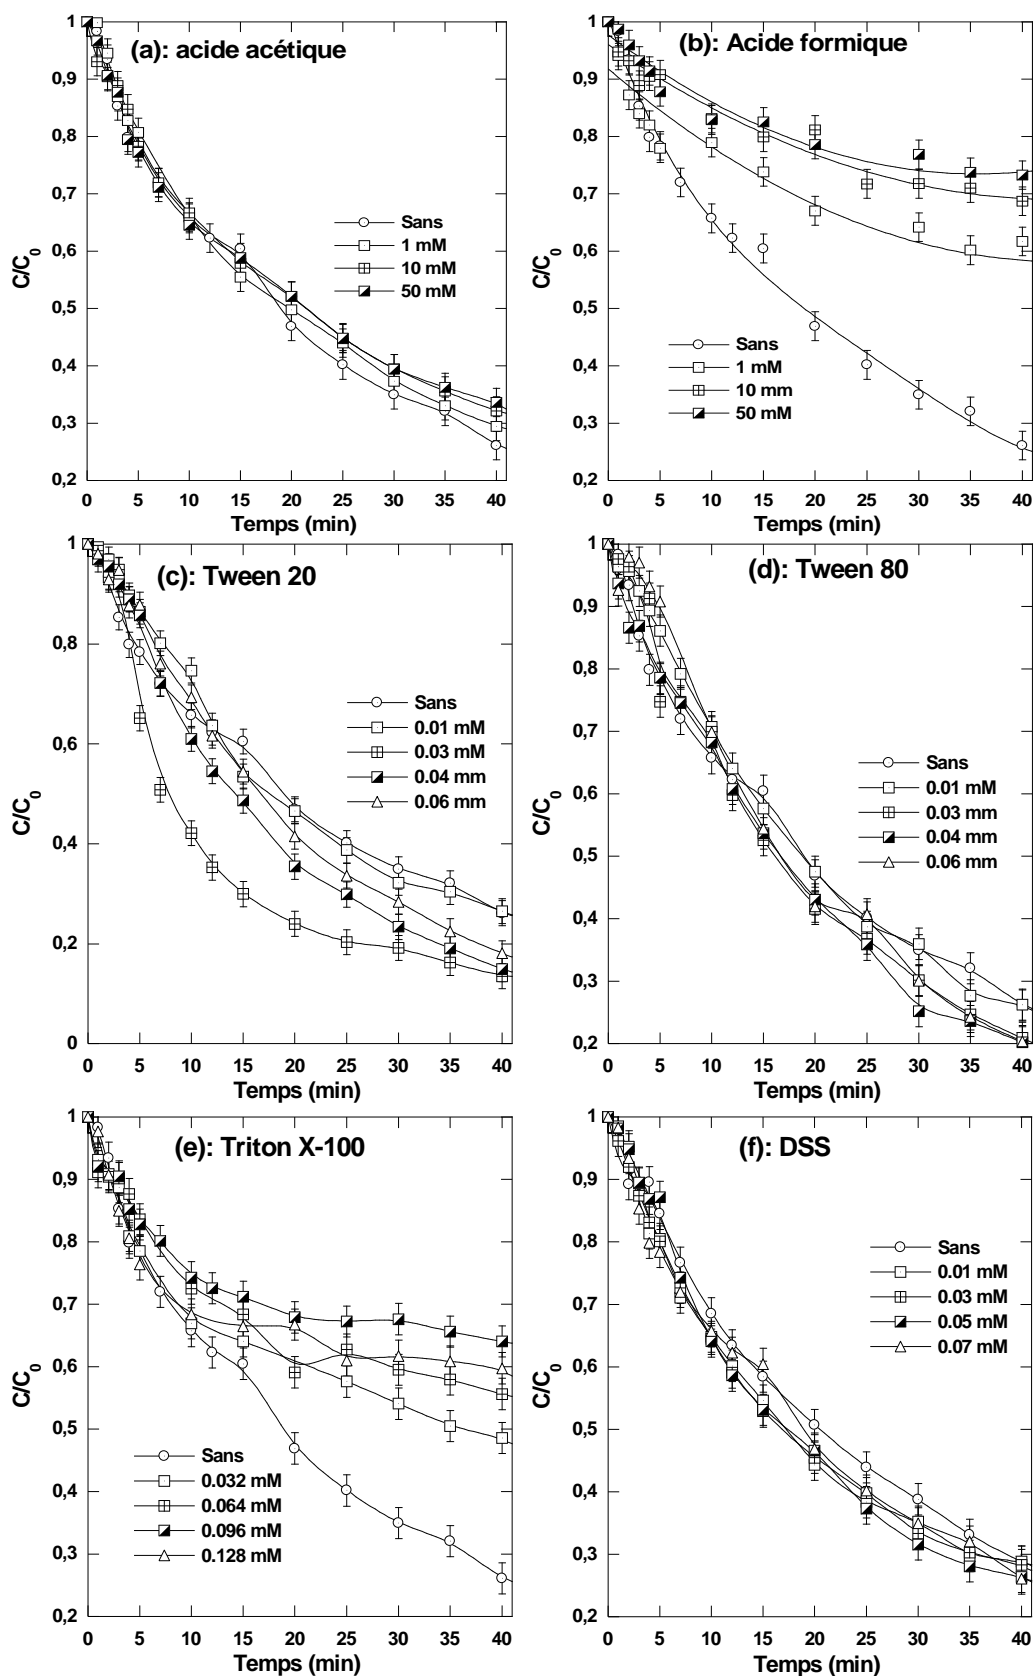 (a): acide acétique
1
0,9
0,8
0,7
0,6
0,5
0,4
0,3
0,2
C/C0
Sans
1 mM
10 mM
50 mM
0 5 10 15 20 25 30 35 40
Temps (min)
(b): Acide formique
1
0,9
0,8
0,7
0,6
0,5
0,4
0,3
0,2
C/C0
Sans
1 mM
10 mm
50 mM
0 5 10 15 20 25 30 35 40
Temps (min)
(c): Tween 20
1
0,8
0,6
0,4
0,2
0
C/C0
Sans
0.01 mM
0.03 mM
0.04 mm
0.06 mm
0 5 10 15 20 25 30 35 40
Temps (min)
(d): Tween 80
1
0,9
0,8
0,7
0,6
0,5
0,4
0,3
0,2
C/C0
Sans
0.01 mM
0.03 mm
0.04 mm
0.06 mm
0 5 10 15 20 25 30 35 40
Temps (min)
(e): Triton X-100
1
0,9
0,8
0,7
0,6
0,5
0,4
0,3
0,2
C/C0
Sans
0.032 mM
0.064 mM
0.096 mM
0.128 mM
0 5 10 15 20 25 30 35 40
Temps (min)
(f): DSS
1
0,9
0,8
0,7
0,6
0,5
0,4
0,3
0,2
C/C0
Sans
0.01 mM
0.03 mM
0.05 mM
0.07 mM
0 5 10 15 20 25 30 35 40
Temps (min)